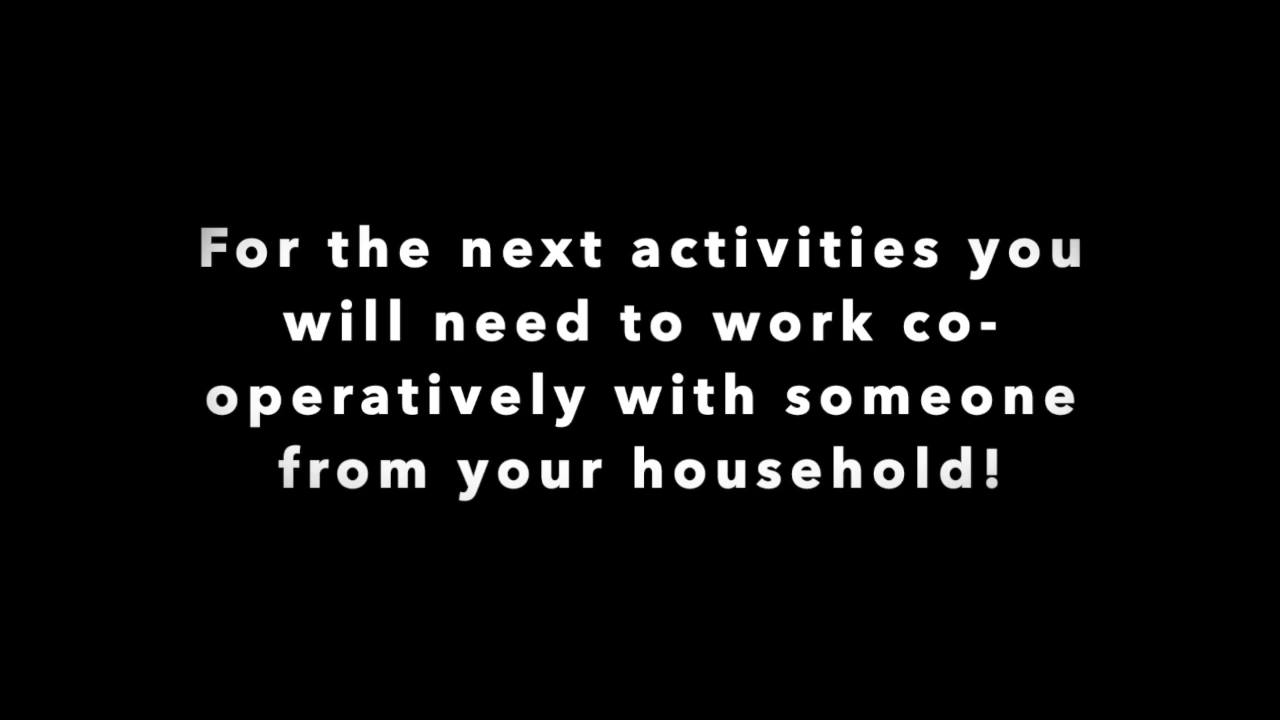 For the next activities you
will need to work co-
operatively with someone
from your household!